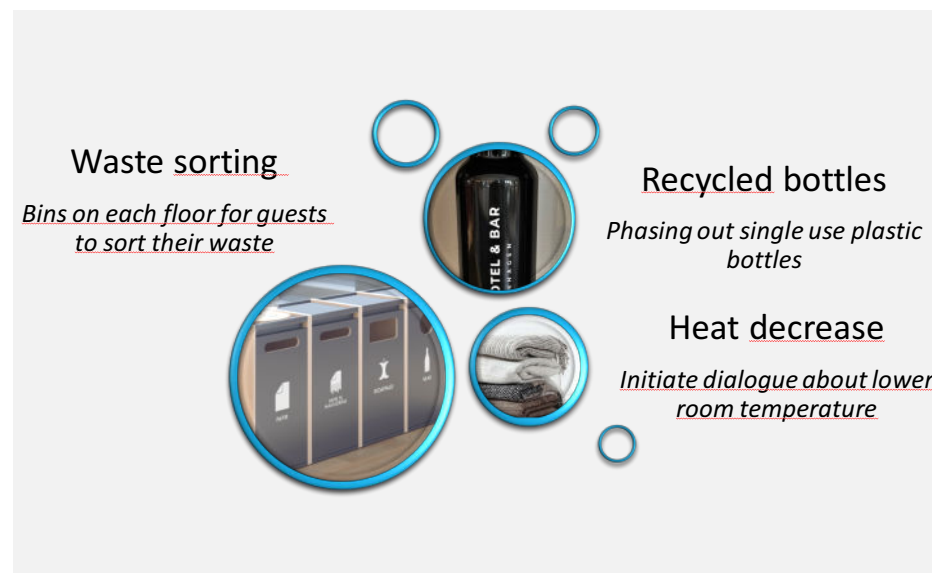 Waste sorting
Bins on each floor for guests
to sort their waste
Recycled bottles
Phasing out single use plastic
bottles
Heat decrease
Initiate dialogue about lower
room temperature
OTEL & BAR